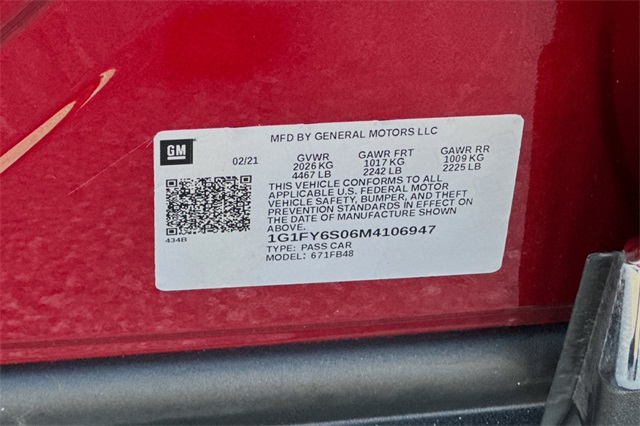 MFD BY GENERAL MOTORS LLC
GM
02/21 GVWR GAWR FRT GAWR RR
2026 KG 1017 KG 1009 KG
4467 LB 2242 LB 2225 LB
THIS VEHICLE CONFORMS TO ALL
APPLICABLE U.S. FEDERAL MOTOR
VEHICLE SAFETY, BUMPER, AND THEFT
PREVENTION STANDARDS IN EFFECT ON
THE DATE OF MANUFACTURE SHOWN
ABOVE.
434B
1G1FY6S06M4106947
TYPE: PASS CAR
MODEL: 671FB48